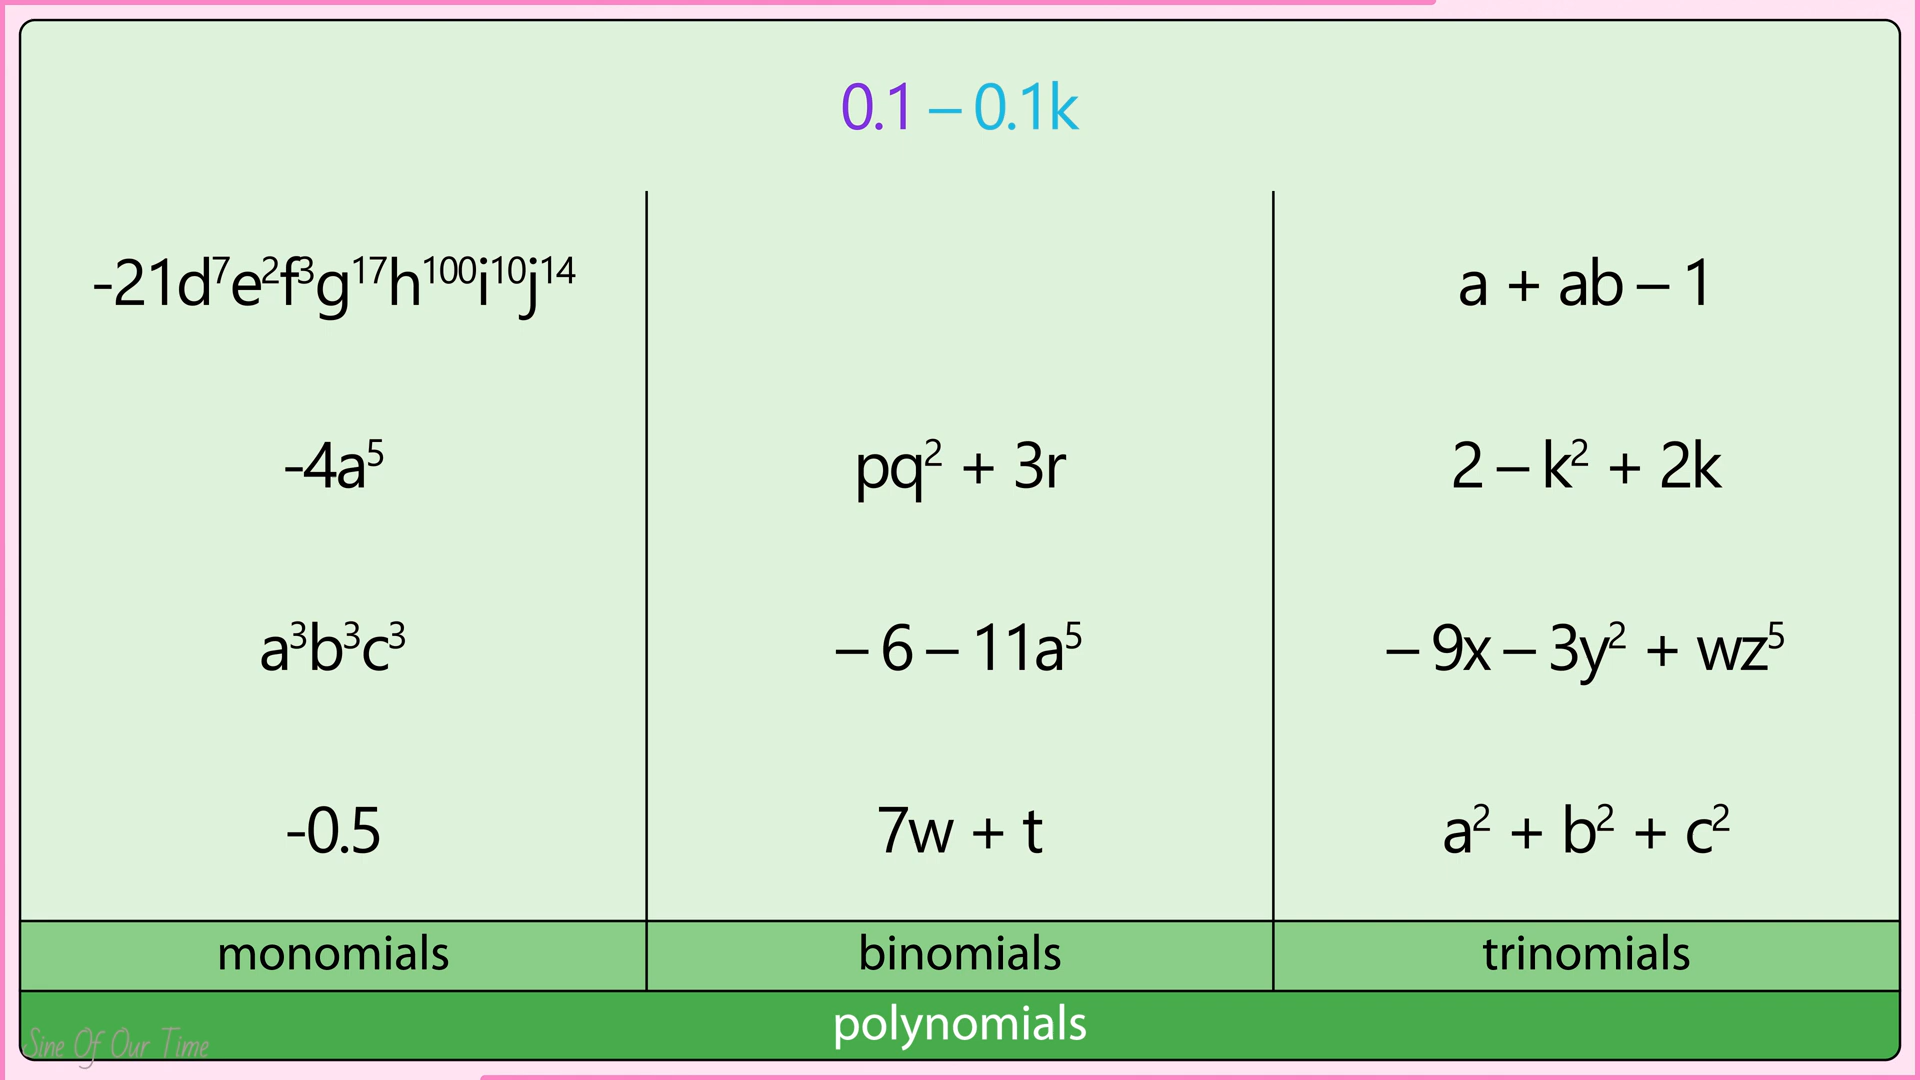 0.1 – 0.1k
-21d⁷e²f³g¹⁷h¹⁰⁰i¹⁰j¹⁴
a + ab – 1
-4a⁵
pq² + 3r
2 – k² + 2k
a³b³c³
– 6 – 11a⁵
– 9x – 3y² + wz⁵
-0.5
7w + t
a² + b² + c²
monomials
binomials
trinomials
polynomials
Sine Of Our Time